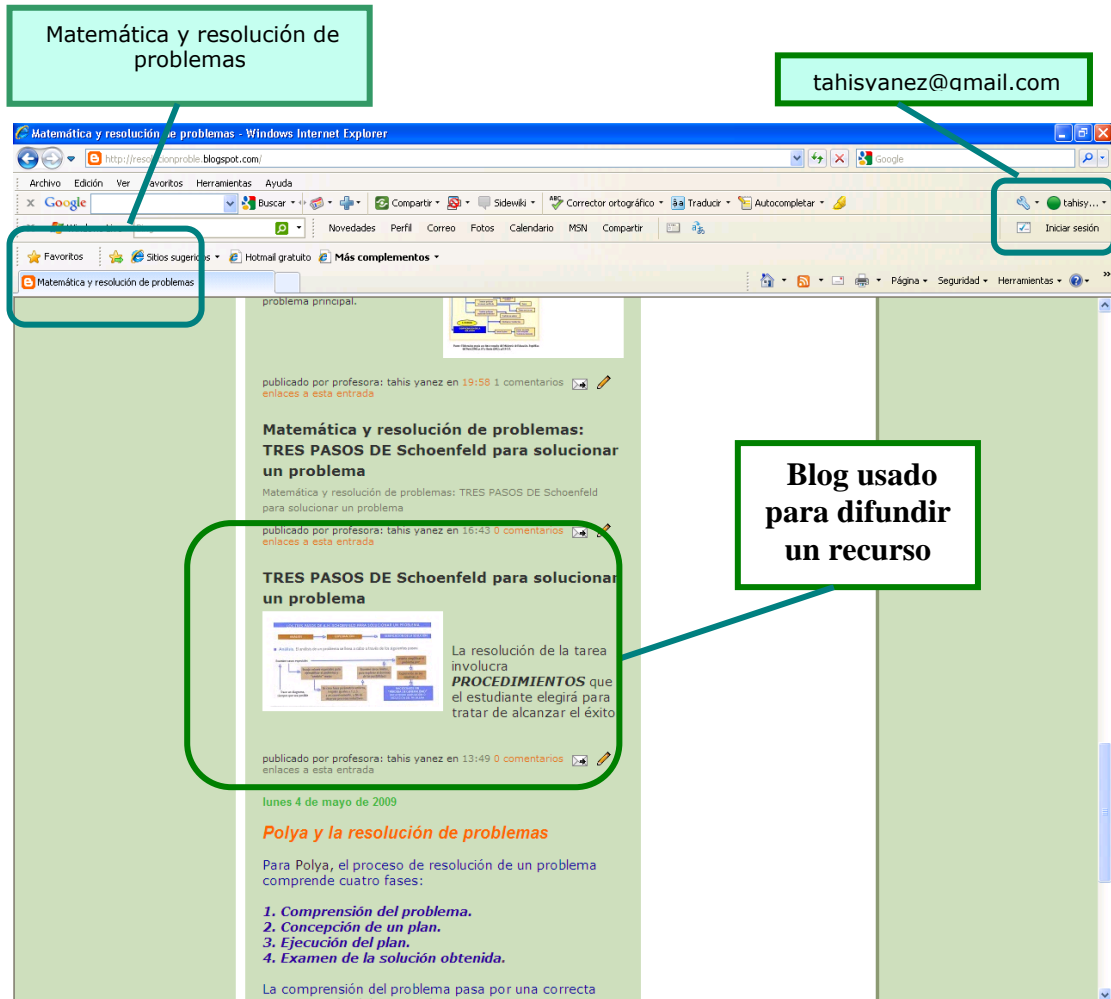 Matemática y resolución de
problemas
tahisyanez@gmail.com
Matemática y resolución de problemas - Windows Internet Explorer
http://resolucionproble.blogspot.com/
Google
Archivo Edición Ver Favoritos Herramientas Ayuda
x Google Buscar Compartir Sidewiki Corrector ortográfico Traducir Autocompletar tahisy...
Novedades Perfil Correo Fotos Calendario MSN Compartir Iniciar sesión
Favoritos Sitios sugeridos Hotmail gratuito Más complementos
Matemática y resolución de problemas
Página Seguridad Herramientas
problema principal.
publicado por profesora: tahis yanez en 19:58 1 comentarios
enlaces a esta entrada
Matemática y resolución de problemas:
TRES PASOS DE Schoenfeld para solucionar
un problema
Matemática y resolución de problemas: TRES PASOS DE Schoenfeld
para solucionar un problema
publicado por profesora: tahis yanez en 16:43 0 comentarios
enlaces a esta entrada
Blog usado
para difundir
un recurso
TRES PASOS DE Schoenfeld para solucionar
un problema
La resolución de la tarea
involucra
PROCEDIMIENTOS que
el estudiante elegirá para
tratar de alcanzar el éxito
publicado por profesora: tahis yanez en 13:49 0 comentarios
enlaces a esta entrada
lunes 4 de mayo de 2009
Polya y la resolución de problemas
Para Polya, el proceso de resolución de un problema
comprende cuatro fases:
1. Comprensión del problema.
2. Concepción de un plan.
3. Ejecución del plan.
4. Examen de la solución obtenida.
La comprensión del problema pasa por una correcta